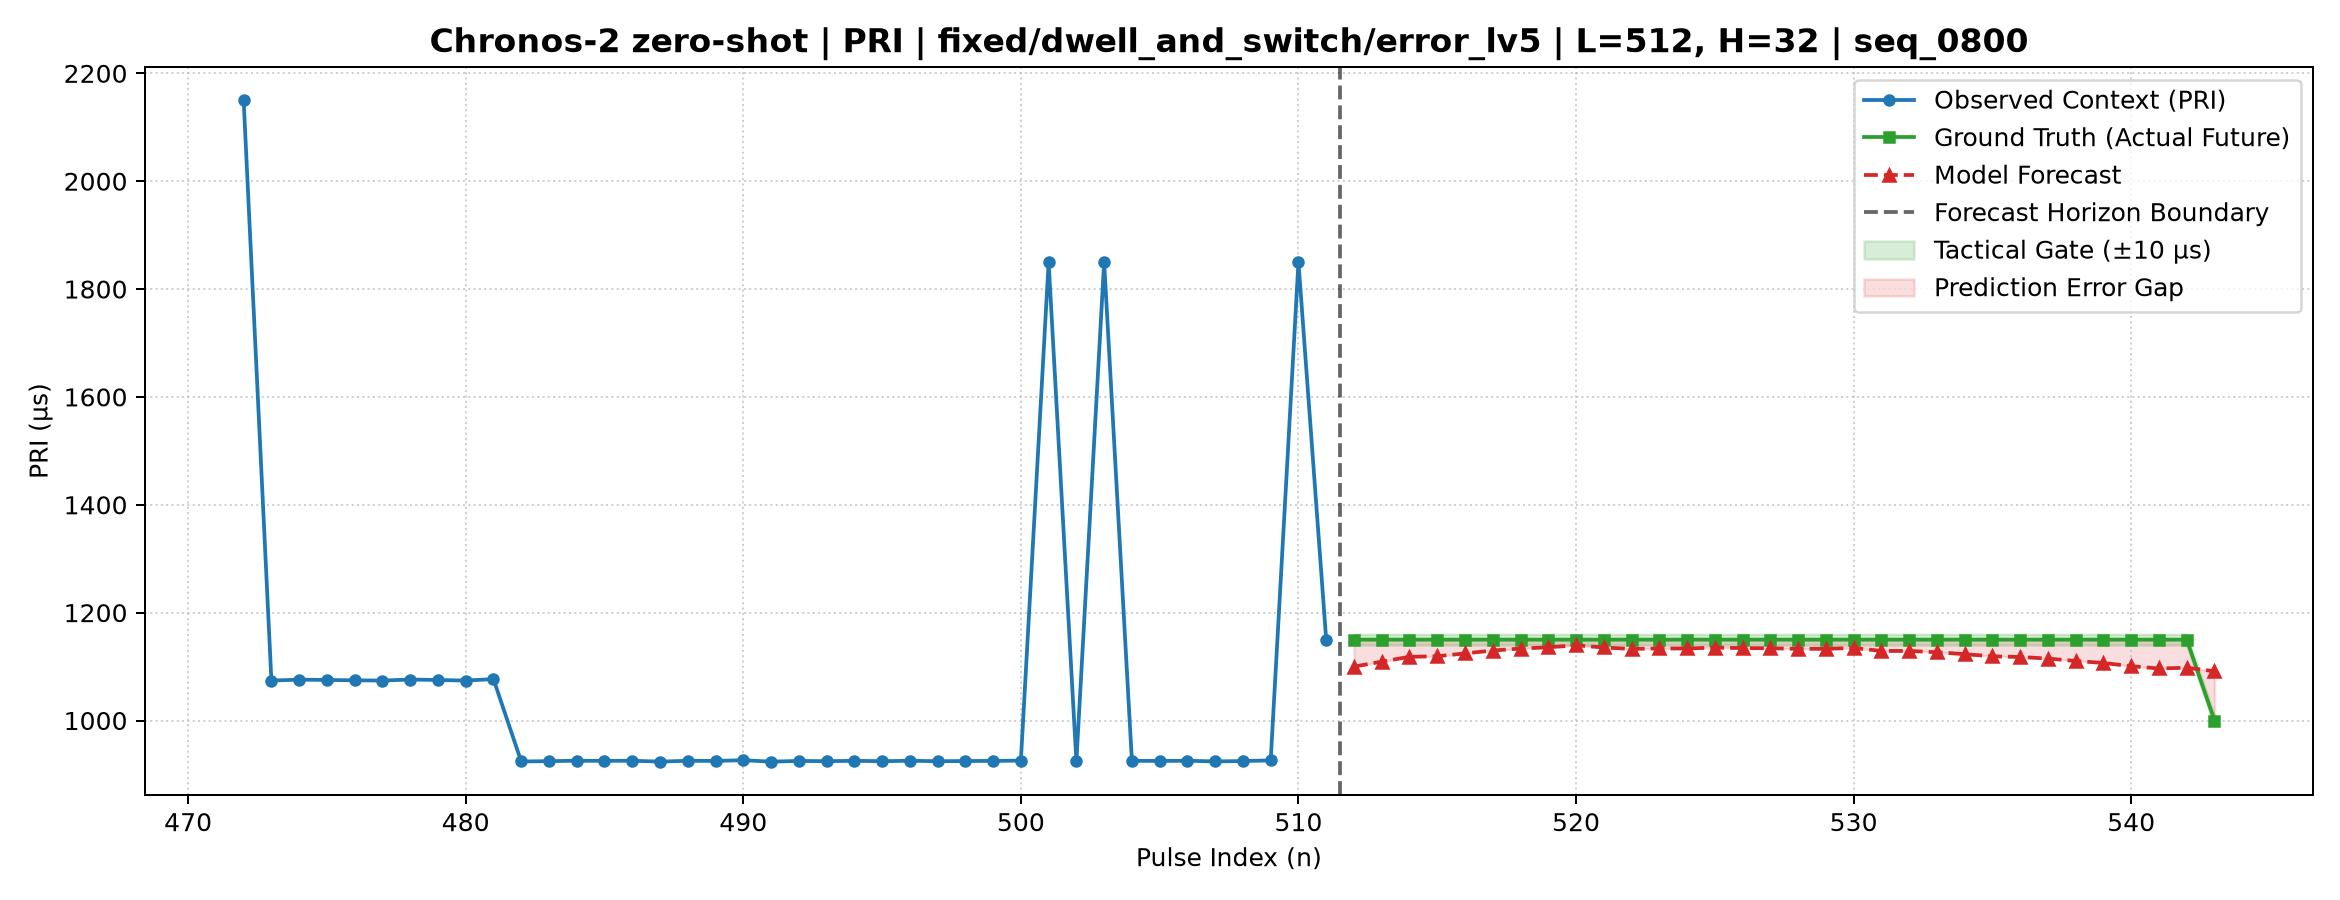 Chronos-2 zero-shot | PRI | fixed/dwell_and_switch/error_lv5 | L=512, H=32 | seq_0800
2200
2000
1800
1600
1400
1200
1000
PRI (µs)
Observed Context (PRI)
Ground Truth (Actual Future)
Model Forecast
Forecast Horizon Boundary
Tactical Gate (±10 µs)
Prediction Error Gap
470 480 490 500 510 520 530 540
Pulse Index (n)